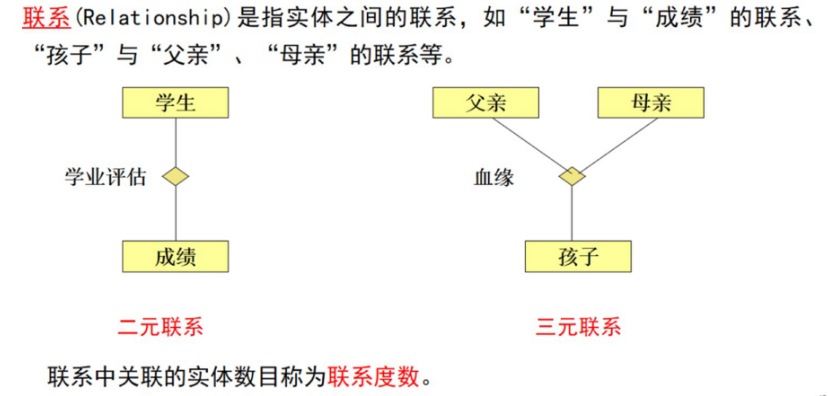 联系(Relationship)是指实体之间的联系，如“学生”与“成绩”的联系、
“孩子”与“父亲”、“母亲”的联系等。
学生
父亲
母亲
学业评估
血缘
成绩
孩子
二元联系
三元联系
联系中关联的实体数目称为联系度数。